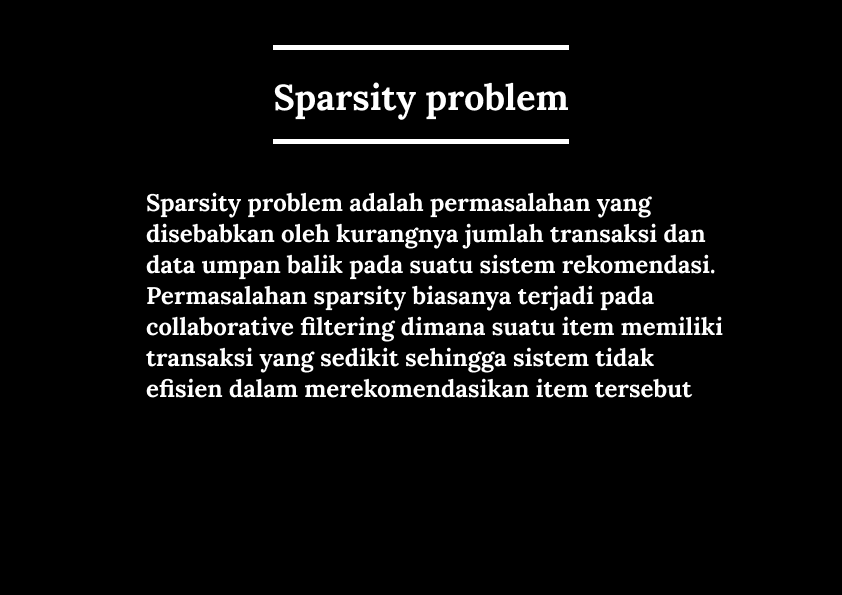 Sparsity problem
Sparsity problem adalah permasalahan yang
disebabkan oleh kurangnya jumlah transaksi dan
data umpan balik pada suatu sistem rekomendasi.
Permasalahan sparsity biasanya terjadi pada
collaborative filtering dimana suatu item memiliki
transaksi yang sedikit sehingga sistem tidak
efisien dalam merekomendasikan item tersebut